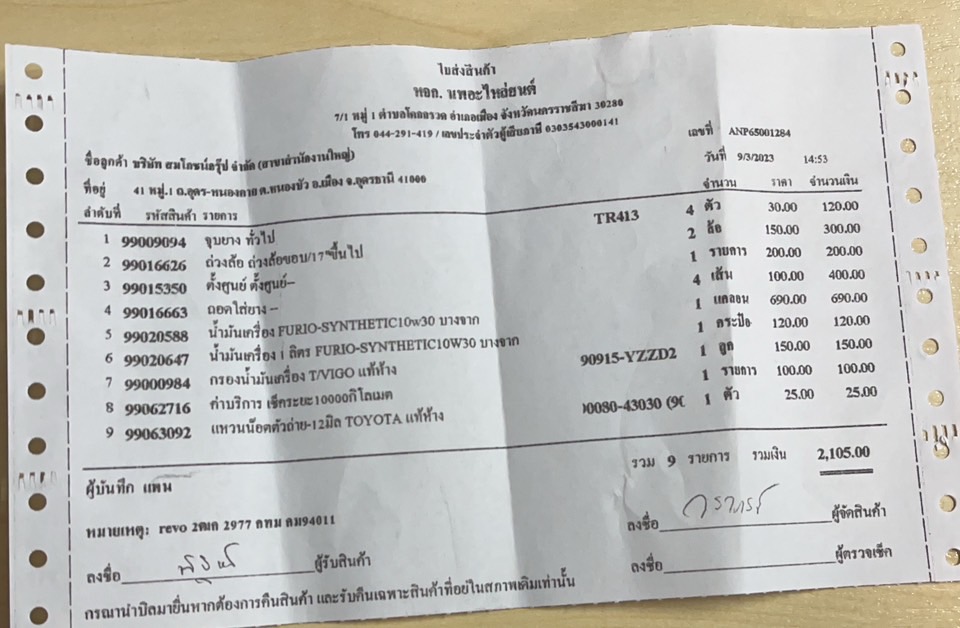 ใบส่งสินค้า
หจก. นพอะไหล่ยนต์
7/1 หมู่ 1 ตำบลโคกกรวด อำเภอเมือง จังหวัดนครราชสีมา 30280
โทร 044-291-419 / เลขประจำตัวผู้เสียภาษี 0303543000141
เลขที่ ANP65001284
ชื่อลูกค้า บริษัท สมโภชน์กรุ๊ป จำกัด (สาขาสำนักงานใหญ่)
วันที่ 9/3/2023 14:53
ที่อยู่ 41 หมู่.1 ถ.อุดร-หนองคาย ต.หนองบัว อ.เมือง จ.อุดรธานี 41000
ลำดับที่ รหัสสินค้า รายการ จำนวน ราคา จำนวนเงิน
1 99009094 จุบยาง ทั่วไป TR413 4 ตัว 30.00 120.00
2 99016626 ถ่วงล้อ ถ่วงล้อขอบ/17"ขึ้นไป 2 ล้อ 150.00 300.00
3 99015350 ตั้งศูนย์ ตั้งศูนย์-- 1 รายการ 200.00 200.00
4 99016663 ถอดใส่ยาง -- 4 เส้น 100.00 400.00
5 99020588 น้ำมันเครื่อง FURIO-SYNTHETIC10w30 บางจาก 1 แกลอน 690.00 690.00
6 99020647 น้ำมันเครื่อง 1 ลิตร FURIO-SYNTHETIC10W30 บางจาก 1 กระป๋อง 120.00 120.00
7 99000984 กรองน้ำมันเครื่อง T/VIGO แท้ห้าง 90915-YZZD2 1 ลูก 150.00 150.00
8 99062716 ค่าบริการ เช็คระยะ10000กิโลเมต 1 รายการ 100.00 100.00
9 99063092 แหวนน๊อตตัวถ่าย-12มิล TOYOTA แท้ห้าง 0080-43030 (90 1 ตัว 25.00 25.00
รวม 9 รายการ รวมเงิน 2,105.00
ผู้บันทึก แพน
หมายเหตุ: revo 2ฒถ 2977 กทม กม94011
ลงชื่อ ผู้จัดสินค้า
ลงชื่อ ผู้รับสินค้า
ลงชื่อ ผู้ตรวจเช็ค
กรุณานำบิลมายื่นหากต้องการคืนสินค้า และรับคืนเฉพาะสินค้าที่อยู่ในสภาพเดิมเท่านั้น